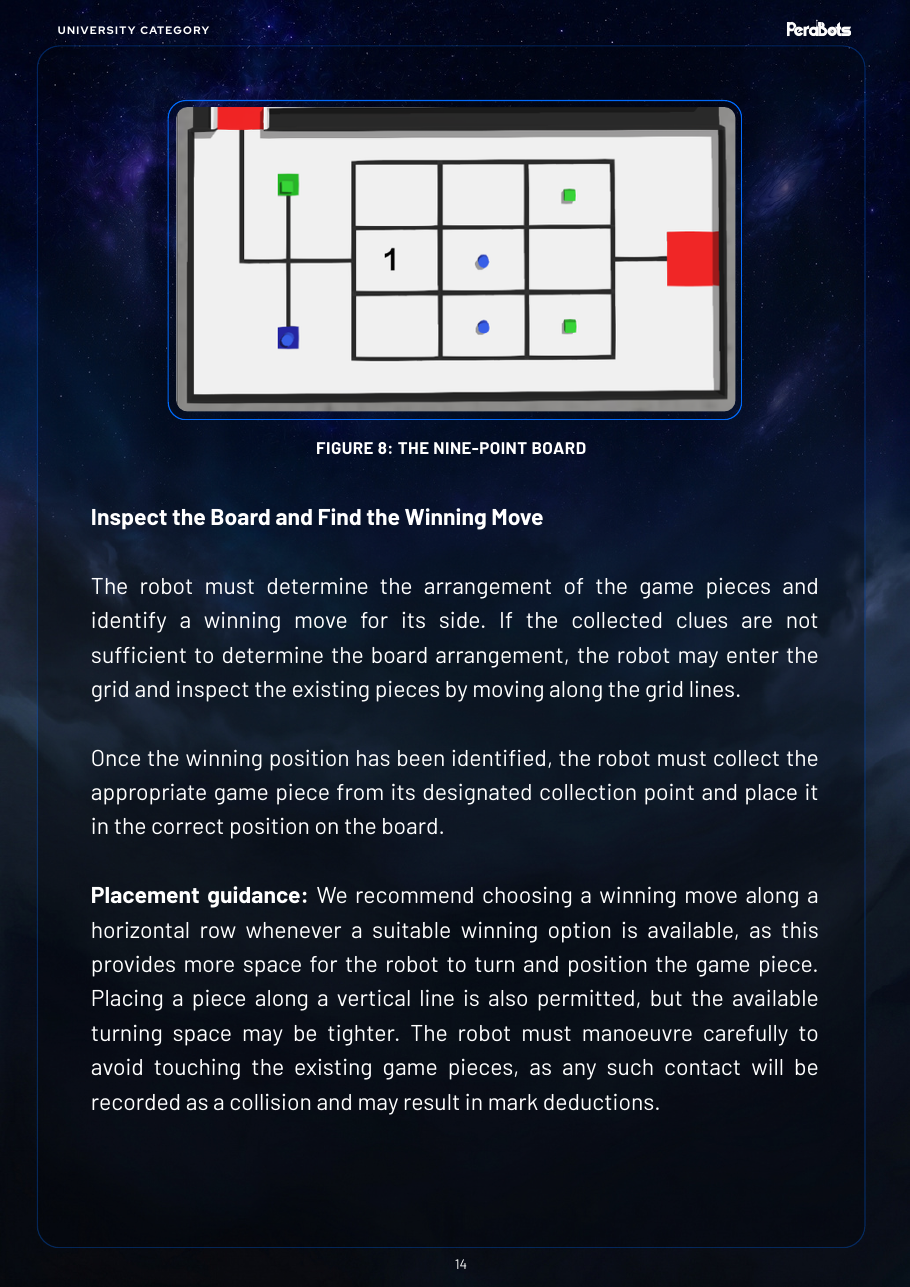 UNIVERSITY CATEGORY
PeraBots
1
FIGURE 8: THE NINE-POINT BOARD
Inspect the Board and Find the Winning Move
The robot must determine the arrangement of the game pieces and
identify a winning move for its side. If the collected clues are not
sufficient to determine the board arrangement, the robot may enter the
grid and inspect the existing pieces by moving along the grid lines.
Once the winning position has been identified, the robot must collect the
appropriate game piece from its designated collection point and place it
in the correct position on the board.
Placement guidance: We recommend choosing a winning move along a
horizontal row whenever a suitable winning option is available, as this
provides more space for the robot to turn and position the game piece.
Placing a piece along a vertical line is also permitted, but the available
turning space may be tighter. The robot must manoeuvre carefully to
avoid touching the existing game pieces, as any such contact will be
recorded as a collision and may result in mark deductions.
14